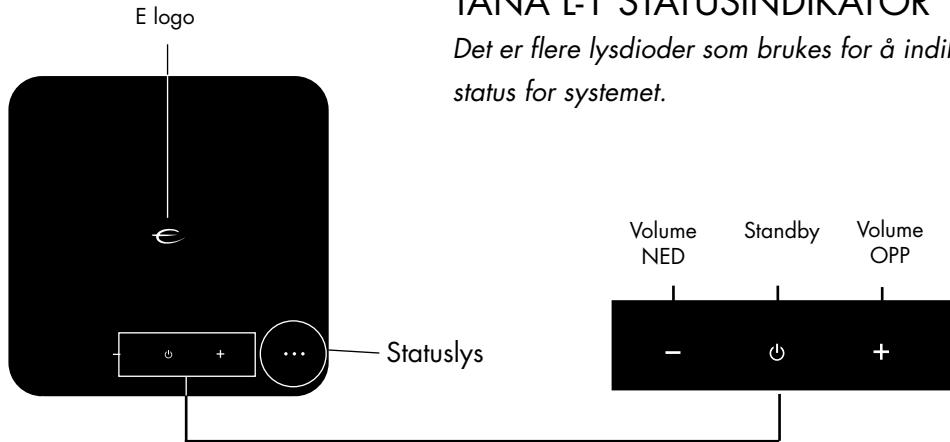 E logo
TANA L-1 STATUSINDIKATOR
Det er flere lysdioder som brukes for å
status for systemet.
Volume NED
Standby
Volume OPP
Statuslys